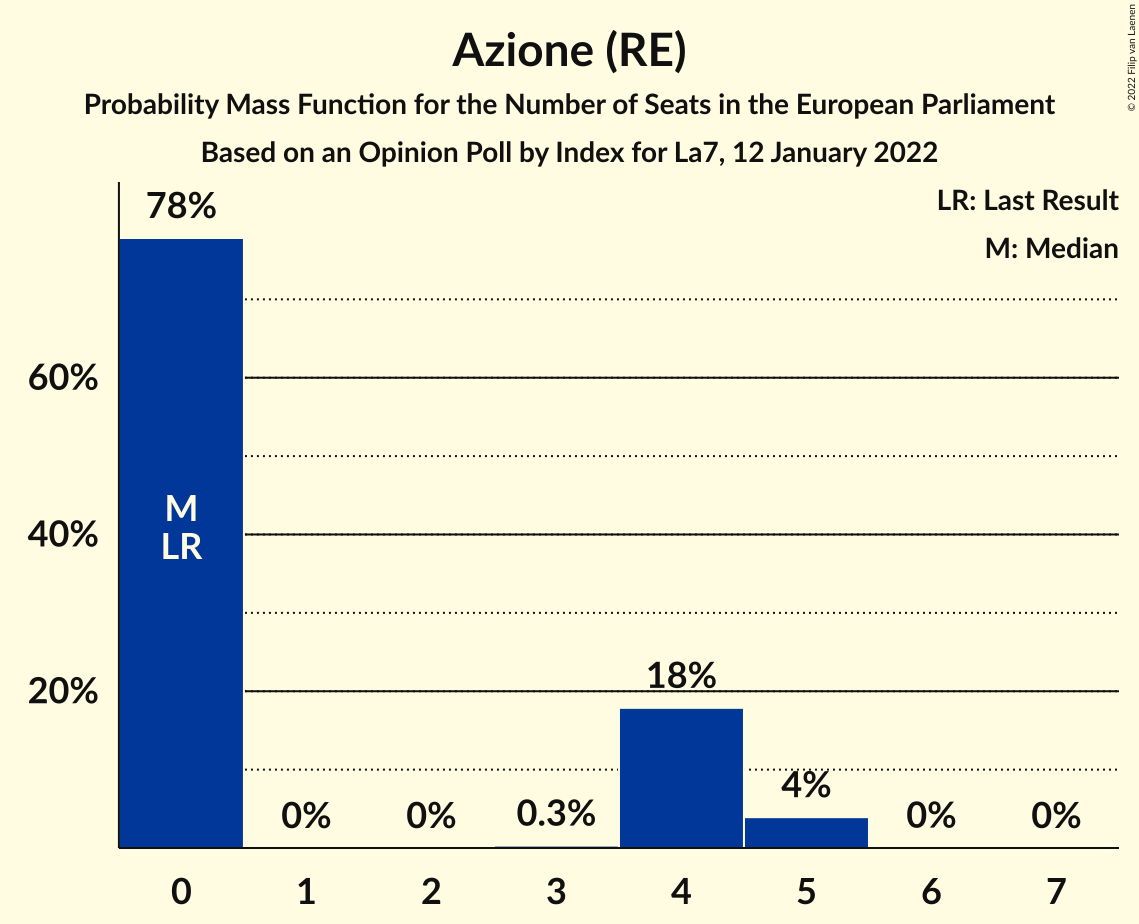 Azione (RE)
Probability Mass Function for the Number of Seats in the European Parliament
Based on an Opinion Poll by Index for La7, 12 January 2022
© 2022 Filip van Laenen
LR: Last Result
M: Median
78%
60%
40%
20%
M
LR
0%
0%
0.3%
18%
4%
0%
0%
0 1 2 3 4 5 6 7